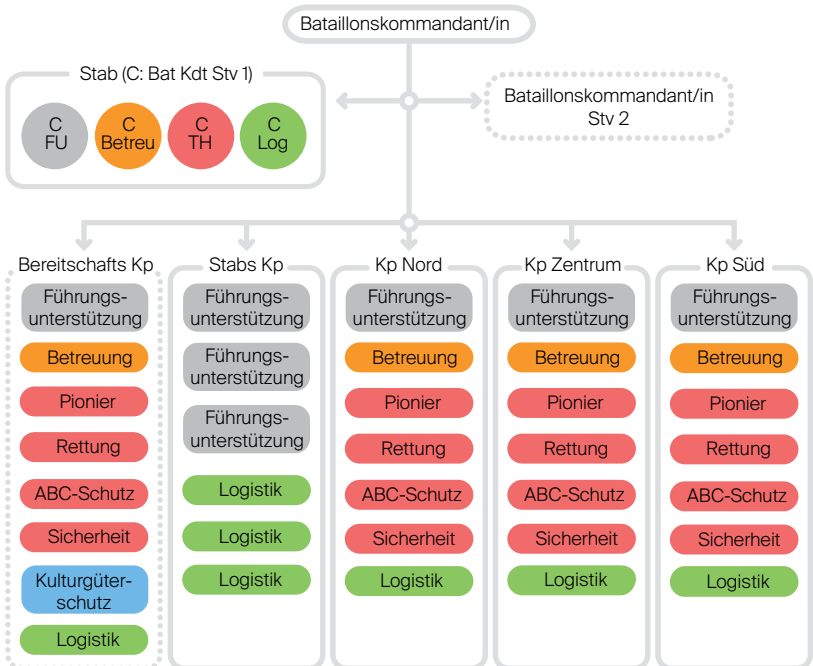 Bataillonskommandant/in
Stab (C: Bat Kdt Stv 1)
C
FU
C
Betreu
C
TH
C
Log
Bataillonskommandant/in
Stv 2
Bereitschafts Kp
Führungs-
unterstützung
Betreuung
Pionier
Rettung
ABC-Schutz
Sicherheit
Kulturgüter-
schutz
Logistik
Stabs Kp
Führungs-
unterstützung
Führungs-
unterstützung
Führungs-
unterstützung
Logistik
Logistik
Logistik
Kp Nord
Führungs-
unterstützung
Betreuung
Pionier
Rettung
ABC-Schutz
Sicherheit
Logistik
Kp Zentrum
Führungs-
unterstützung
Betreuung
Pionier
Rettung
ABC-Schutz
Sicherheit
Logistik
Kp Süd
Führungs-
unterstützung
Betreuung
Pionier
Rettung
ABC-Schutz
Sicherheit
Logistik